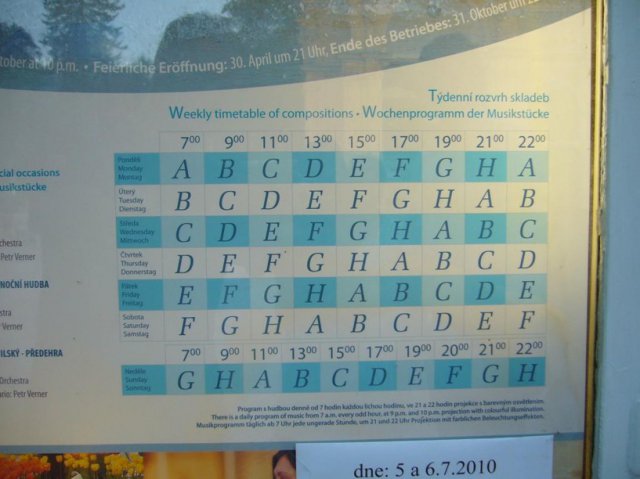 tober at 10 p.m. • Feierliche Eröffnung: 30. April um 21 Uhr, Ende des Betriebes: 31. Oktober um 22
Týdenní rozvrh skladeb
Weekly timetable of compositions • Wochenprogramm der Musikstücke
7⁰⁰ 9⁰⁰ 11⁰⁰ 13⁰⁰ 15⁰⁰ 17⁰⁰ 19⁰⁰ 21⁰⁰ 22⁰⁰
Pondělí
Monday
Montag
A B C D E F G H A
Úterý
Tuesday
Dienstag
B C D E F G H A B
Středa
Wednesday
Mittwoch
C D E F G H A B C
Čtvrtek
Thursday
Donnerstag
D E F G H A B C D
Pátek
Friday
Freitag
E F G H A B C D E
Sobota
Saturday
Samstag
F G H A B C D E F
7⁰⁰ 9⁰⁰ 11⁰⁰ 13⁰⁰ 15⁰⁰ 17⁰⁰ 19⁰⁰ 20⁰⁰ 21⁰⁰ 22⁰⁰
Neděle
Sunday
Sonntag
G H A B C D E F G H
Program s hudbou denně od 7 hodin každou lichou hodinu, ve 21 a 22 hodin projekce s barevným osvětlením.
There is a daily program of music from 7 a.m. every odd hour, at 9 p.m. and 10 p.m. projection with colourful illumination.
Musikprogramm täglich ab 7 Uhr jede ungerade Stunde, um 21 und 22 Uhr Projektion mit farblichen Beleuchtungseffekten.
cial occasions
usikstücke
rchestra
Petr Verner
NOČNÍ HUDBA
stra
Verner
ILSKÝ - PŘEDEHRA
Orchestra
ario: Petr Verner
dne: 5 a 6.7.2010